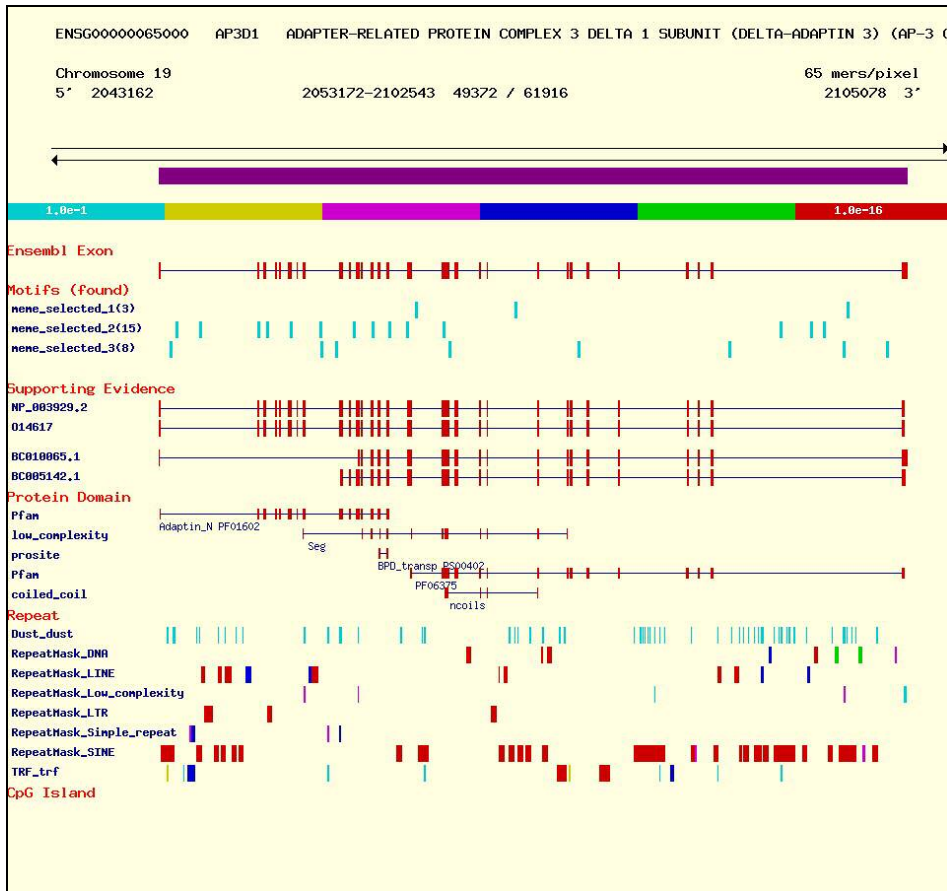 ENSG00000065000 AP3D1 ADAPTER-RELATED PROTEIN COMPLEX 3 DELTA 1 SUBUNIT (DELTA-ADAPTIN 3) (AP-3
Chromosome 19 65 mers/pixel
5' 2043162 2053172-2102543 49372 / 61916 2105078 3'
1.0e-1 1.0e-16
Ensembl Exon
Motifs (found)
meme_selected_1(3)
meme_selected_2(15)
meme_selected_3(8)
Supporting Evidence
NP_003929.2
O14617
BC010065.1
BC005142.1
Protein Domain
Pfam
Adaptin_N PF01602
low_complexity
Seg
prosite
BPD_transp PS00402
Pfam
PF06375
coiled_coil
ncoils
Repeat
Dust_dust
RepeatMask_DNA
RepeatMask_LINE
RepeatMask_Low_complexity
RepeatMask_LTR
RepeatMask_Simple_repeat
RepeatMask_SINE
TRF_trf
CpG Island